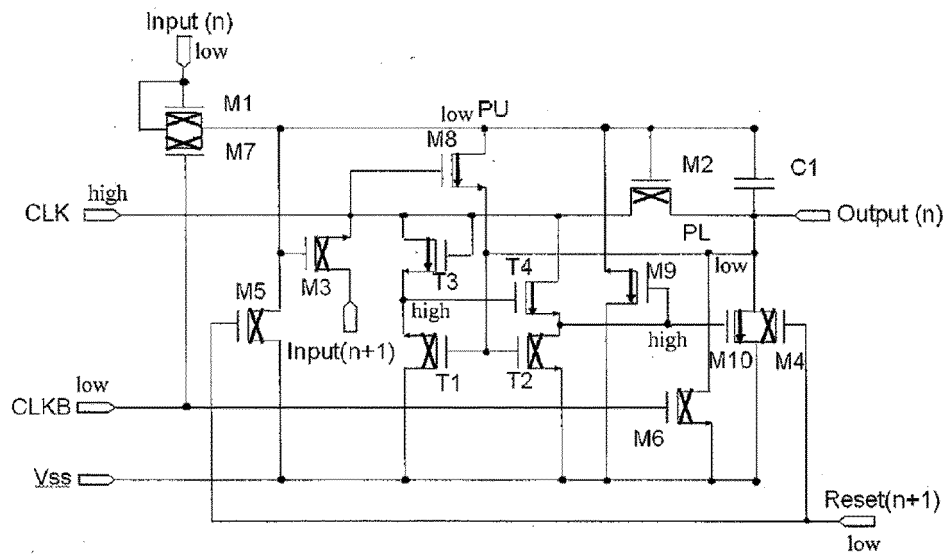 Input (n)
low
M1
low PU
M8
M7
M2
C1
high
CLK
Output (n)
PL
low
T4
M9
M3
T3
M5
high
high
Input(n+1)
T1
T2
M10
M4
low
CLKB
M6
Vss
Reset(n+1)
low